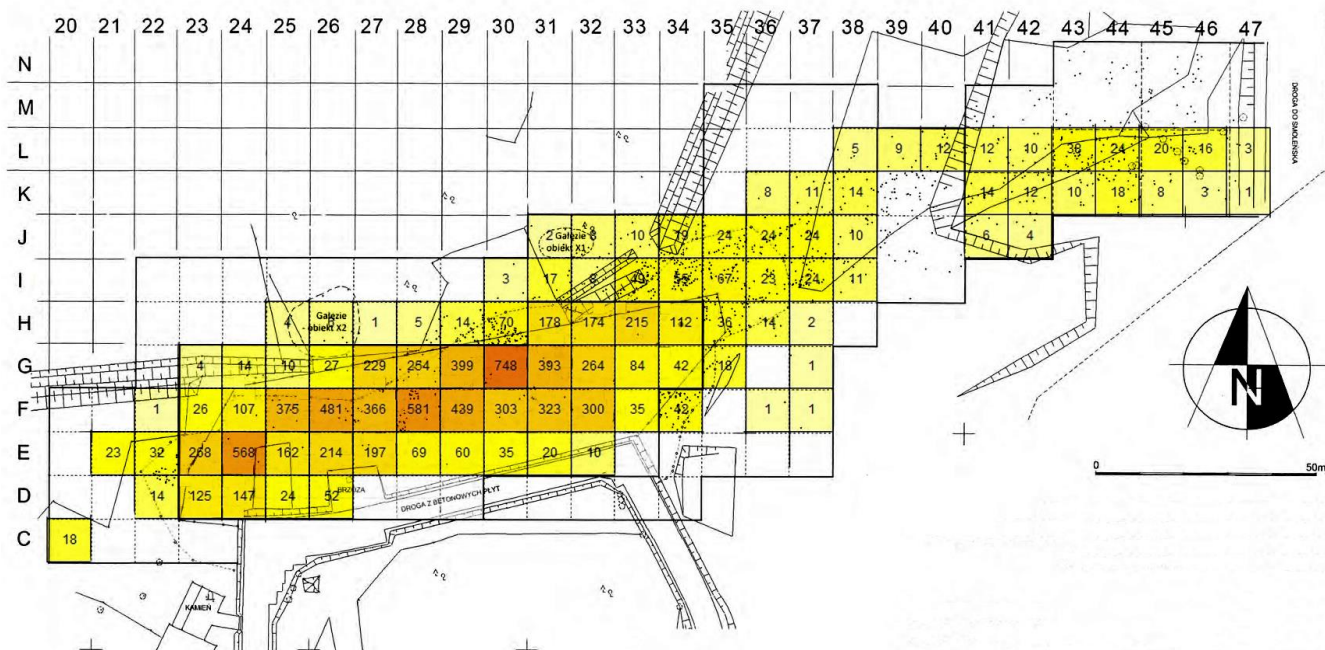 20 21 22 23 24 25 26 27 28 29 30 31 32 33 34 35 36 37 38 39 40 41 42 43 44 45 46 47
N
M
L 5 9 12 12 10 38 24 20 16 3
K 8 11 14 14 12 10 18 8 3 1
J 2 8 10 19 24 24 24 10 6 4
I 3 17 8 49 55 67 23 24 11
H 4 6 1 5 14 70 178 174 215 112 36 14 2
G 4 14 10 27 229 254 399 748 393 264 84 42 18 1
F 1 26 107 375 481 366 581 439 303 323 300 35 42 1 1
E 23 32 268 568 162 214 197 69 60 35 20 10
D 14 125 147 24 52
C 18
Gałęzie
obiekt X1
Gałęzie
obiekt X2
BRZOZA
DROGA Z BETONOWYCH PŁYT
KAMIEŃ
DROGA DO SMOLEŃSKA
N
0 50m